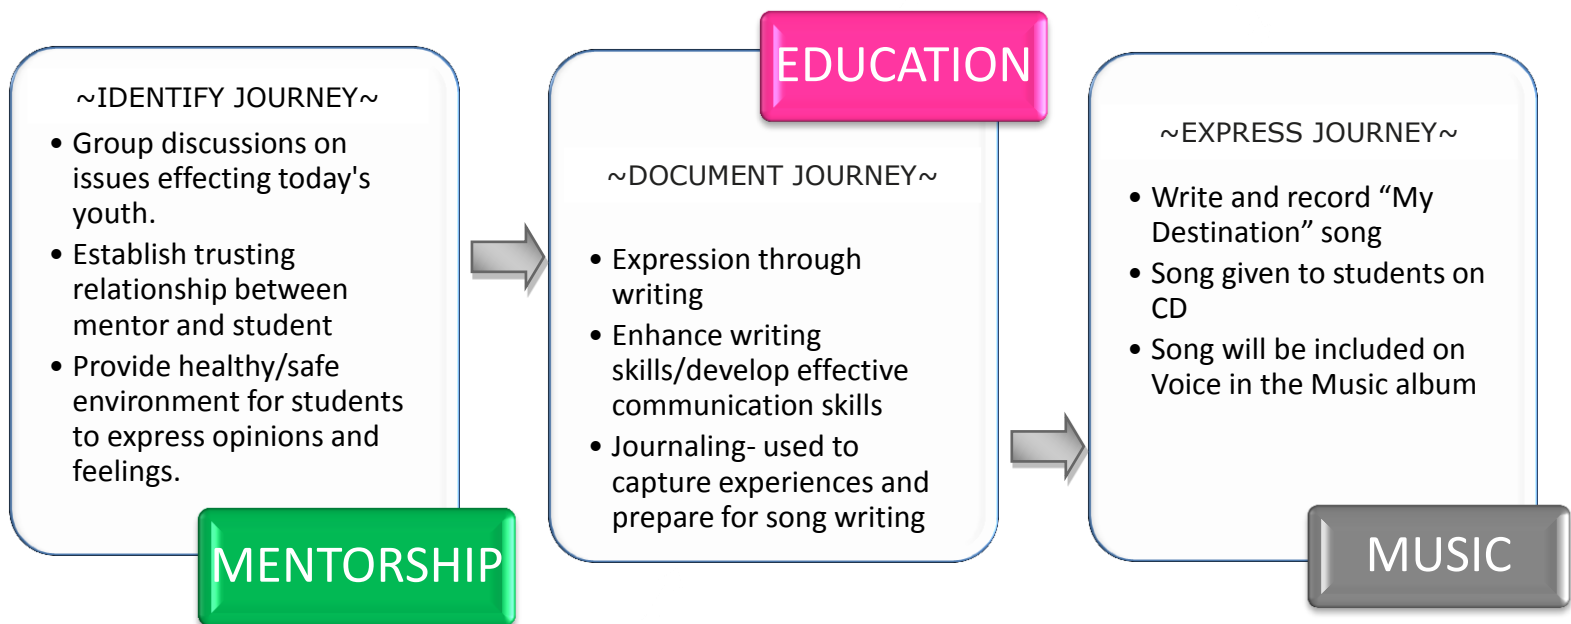 ~IDENTIFY JOURNEY~
• Group discussions on
issues effecting today's
youth.
• Establish trusting
relationship between
mentor and student
• Provide healthy/safe
environment for students
to express opinions and
feelings.
MENTORSHIP
EDUCATION
~DOCUMENT JOURNEY~
• Expression through
writing
• Enhance writing
skills/develop effective
communication skills
• Journaling- used to
capture experiences and
prepare for song writing
~EXPRESS JOURNEY~
• Write and record “My
Destination” song
• Song given to students on
CD
• Song will be included on
Voice in the Music album
MUSIC